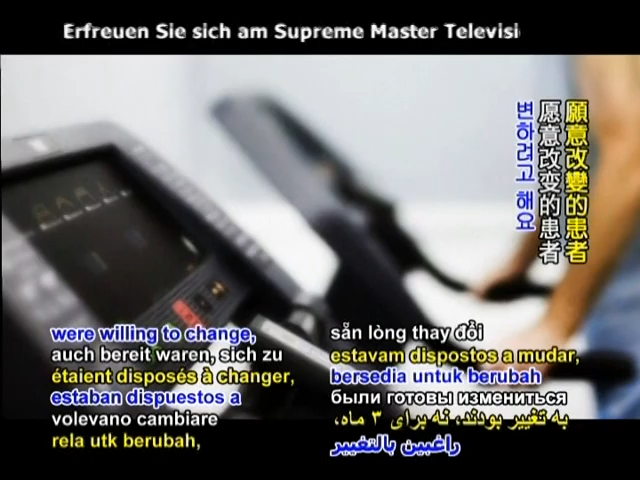 Erfreuen Sie sich am Supreme Master Televisi
願意改變的患者
愿意改变的患者
변하려고 해요
were willing to change,
auch bereit waren, sich zu
étaient disposés à changer,
estaban dispuestos a
volevano cambiare
rela utk berubah,
sẵn lòng thay đổi
estavam dispostos a mudar,
bersedia untuk berubah
были готовы измениться
به تغییر بودند، نه برای ۳ ماه،
راغبين بالتغيير